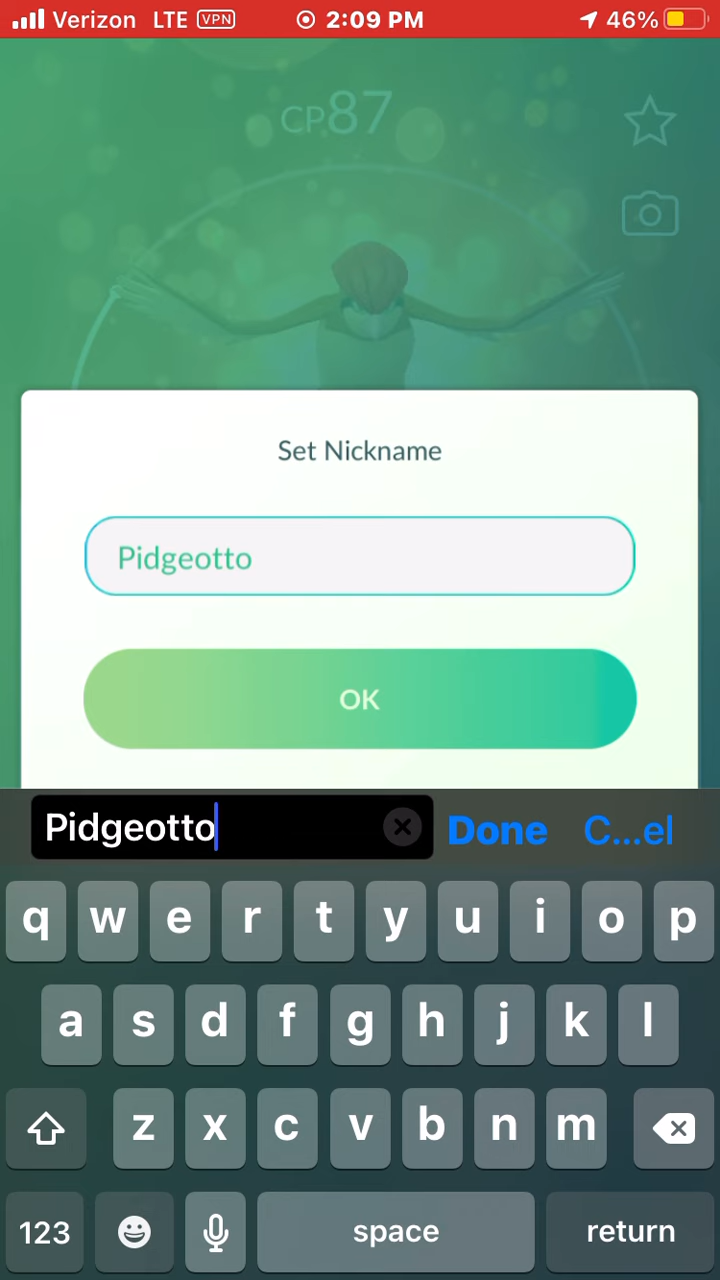 Verizon LTE VPN 2:09 PM 46%
CP87
Set Nickname
Pidgeotto
OK
Pidgeotto Done C...el
q w e r t y u i o p
a s d f g h j k l
z x c v b n m
123 space return